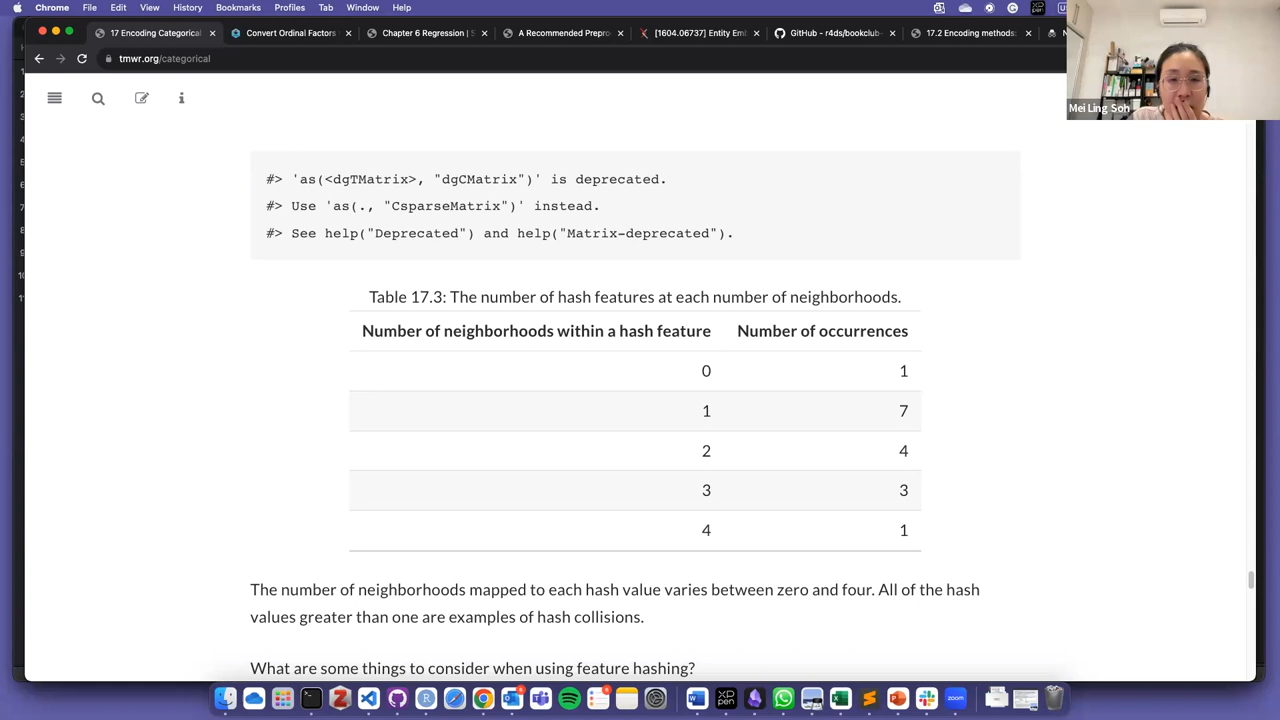 Chrome File Edit View History Bookmarks Profiles Tab Window Help
17 Encoding Categorical
Convert Ordinal Factors
Chapter 6 Regression | S
A Recommended Prepro
[1604.06737] Entity Em
GitHub - r4ds/bookclub-
17.2 Encoding methods:
tmwr.org/categorical
Mei Ling Soh
#> 'as(<dgTMatrix>, "dgCMatrix")' is deprecated.
#> Use 'as(., "CsparseMatrix")' instead.
#> See help("Deprecated") and help("Matrix-deprecated").
Table 17.3: The number of hash features at each number of neighborhoods.
Number of neighborhoods within a hash feature Number of occurrences
0 1
1 7
2 4
3 3
4 1
The number of neighborhoods mapped to each hash value varies between zero and four. All of the hash
values greater than one are examples of hash collisions.
What are some things to consider when using feature hashing?